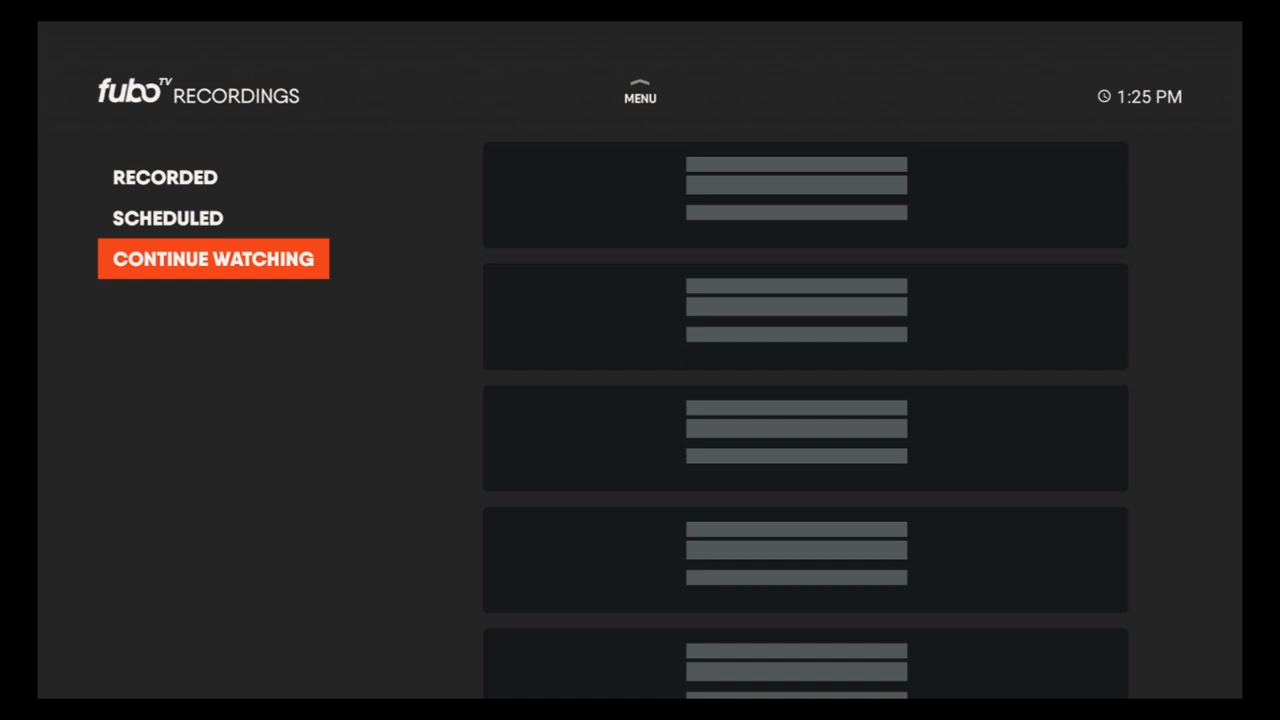 fuboTV RECORDINGS
MENU
1:25 PM
RECORDED
SCHEDULED
CONTINUE WATCHING